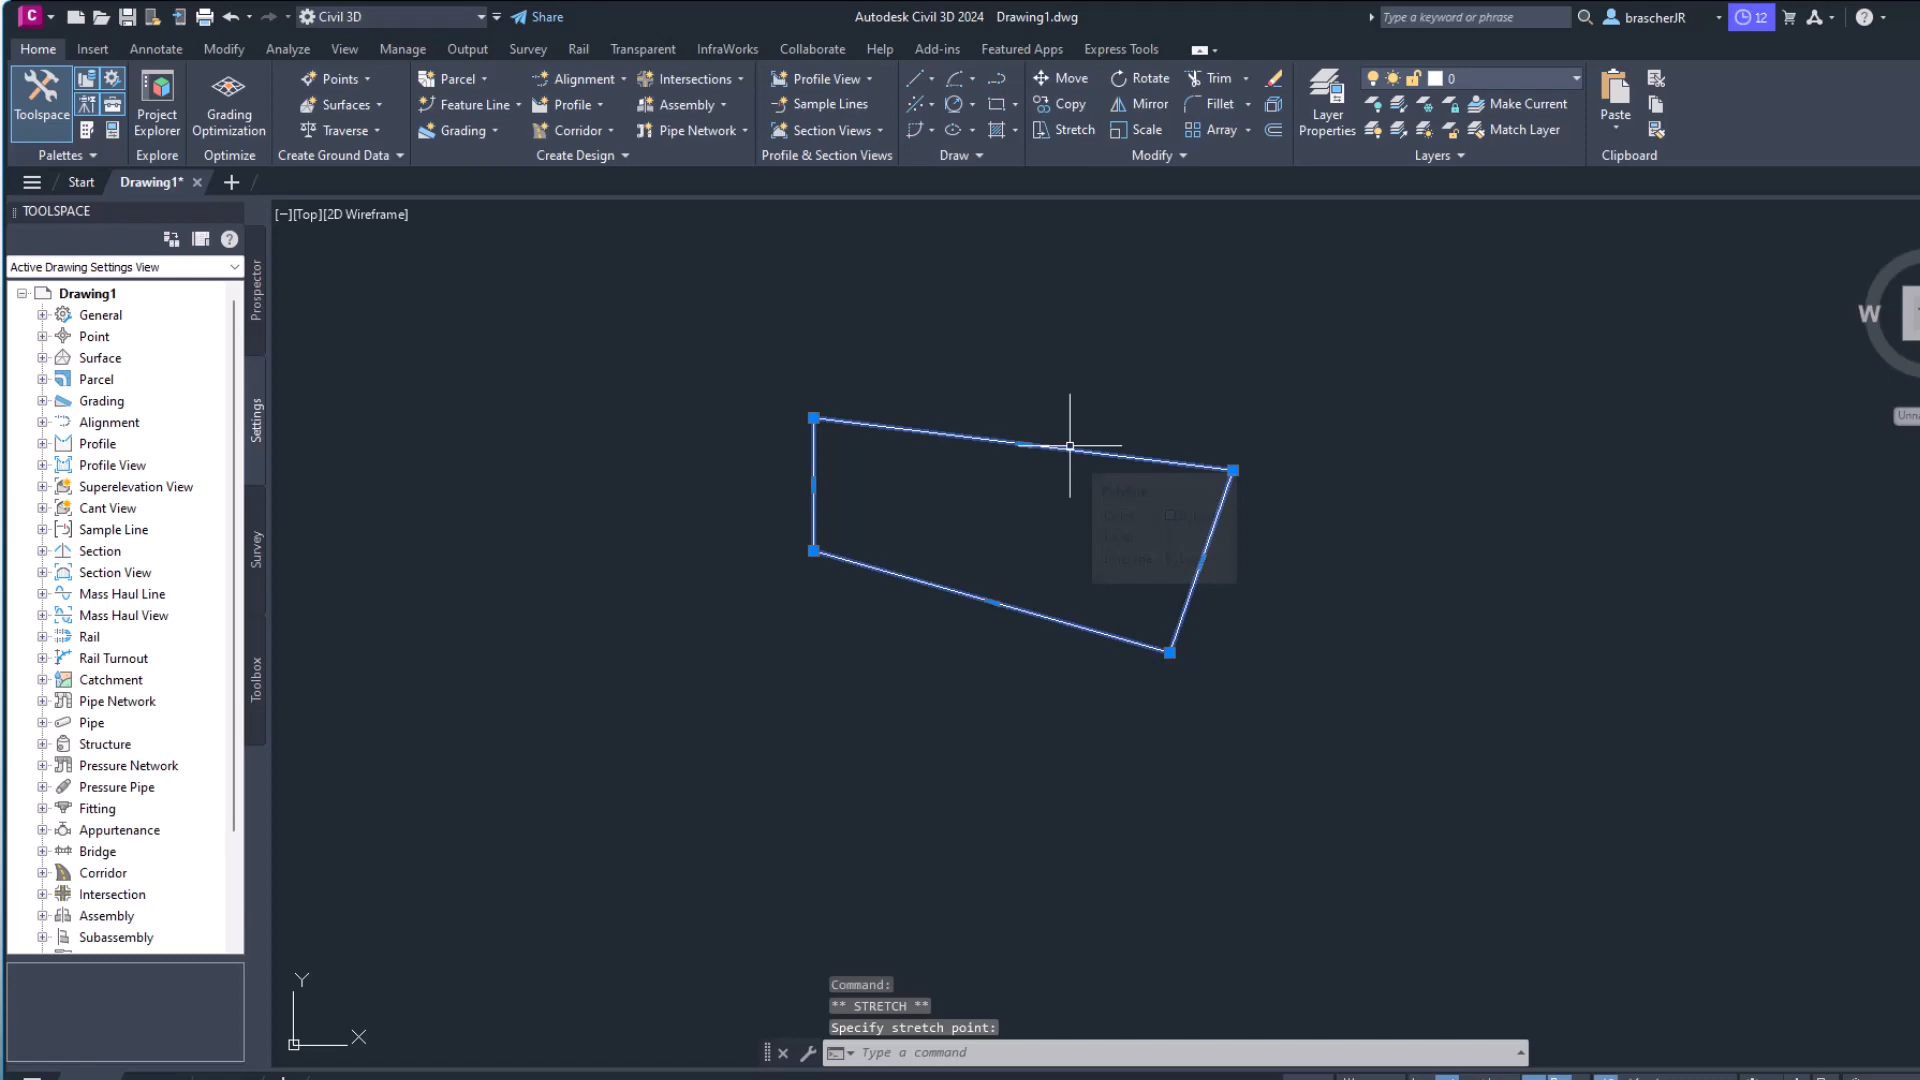 Civil 3D
Share
Autodesk Civil 3D 2024 Drawing1.dwg
Type a keyword or phrase
brascherJR
12
Home Insert Annotate Modify Analyze View Manage Output Survey Rail Transparent InfraWorks Collaborate Help Add-ins Featured Apps Express Tools
Toolspace
Project Explorer
Grading Optimization
Points
Surfaces
Traverse
Parcel
Feature Line
Grading
Alignment
Profile
Corridor
Intersections
Assembly
Pipe Network
Profile View
Sample Lines
Section Views
Move
Copy
Stretch
Rotate
Mirror
Scale
Trim
Fillet
Array
Layer Properties
0
Make Current
Match Layer
Paste
Palettes
Explore
Optimize
Create Ground Data
Create Design
Profile & Section Views
Draw
Modify
Layers
Clipboard
Start
Drawing1*
TOOLSPACE
[−][Top][2D Wireframe]
Active Drawing Settings View
Drawing1
General
Point
Surface
Parcel
Grading
Alignment
Profile
Profile View
Superelevation View
Cant View
Sample Line
Section
Section View
Mass Haul Line
Mass Haul View
Rail
Rail Turnout
Catchment
Pipe Network
Pipe
Structure
Pressure Network
Pressure Pipe
Fitting
Appurtenance
Bridge
Corridor
Intersection
Assembly
Subassembly
Prospector
Settings
Survey
Toolbox
W
Y
X
Command:
** STRETCH **
Specify stretch point:
Type a command